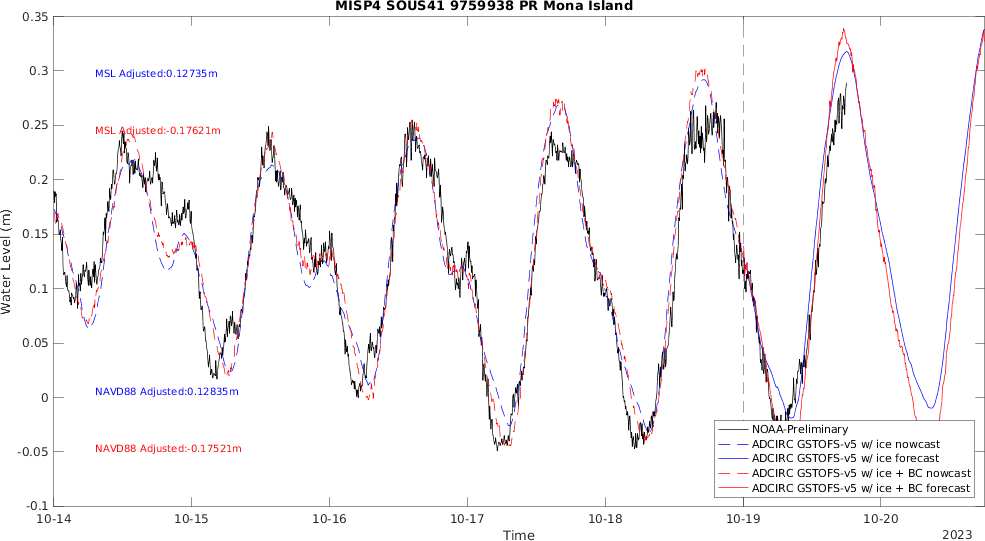 MISP4 SOUS41 9759938 PR Mona Island
0.35
0.3
0.25
0.2
0.15
0.1
0.05
0
-0.05
-0.1
Water Level (m)
MSL Adjusted:0.12735m
MSL Adjusted:-0.17621m
NAVD88 Adjusted:0.12835m
NAVD88 Adjusted:-0.17521m
NOAA-Preliminary
ADCIRC GSTOFS-v5 w/ ice nowcast
ADCIRC GSTOFS-v5 w/ ice forecast
ADCIRC GSTOFS-v5 w/ ice + BC nowcast
ADCIRC GSTOFS-v5 w/ ice + BC forecast
10-14 10-15 10-16 10-17 10-18 10-19 10-20
Time
2023